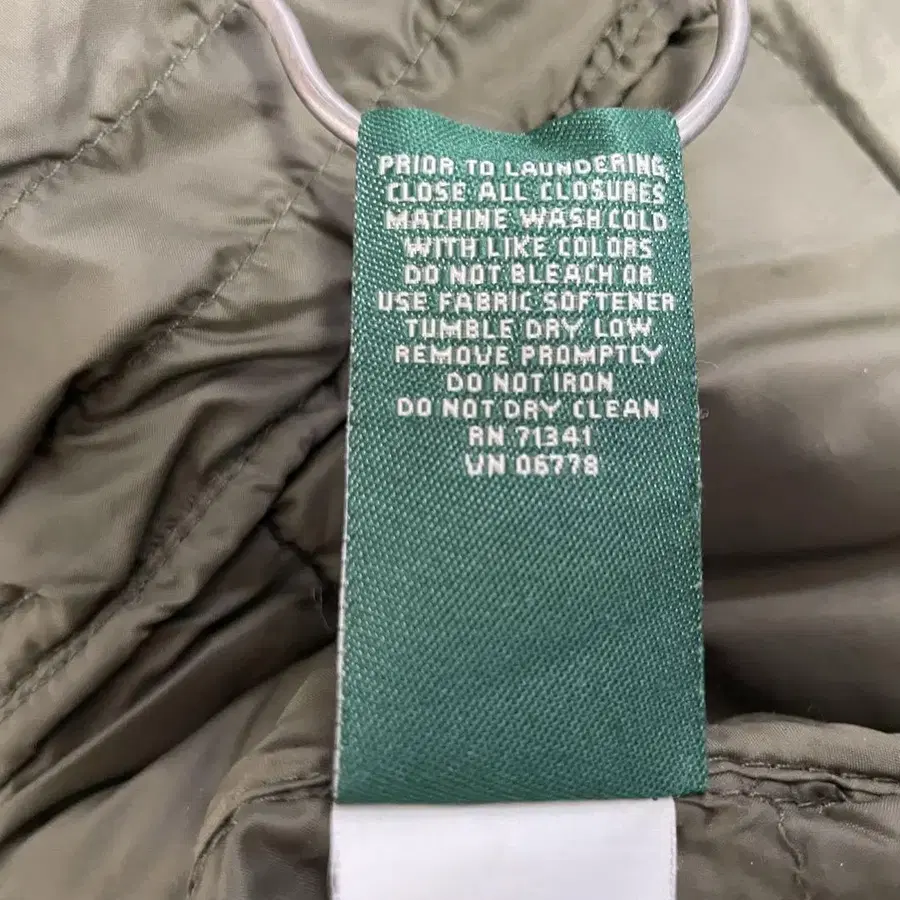 PRIOR TO LAUNDERING
CLOSE ALL CLOSURES
MACHINE WASH COLD
WITH LIKE COLORS
DO NOT BLEACH OR
USE FABRIC SOFTENER
TUMBLE DRY LOW
REMOVE PROMPTLY
DO NOT IRON
DO NOT DRY CLEAN
RN 71341
VN 06778